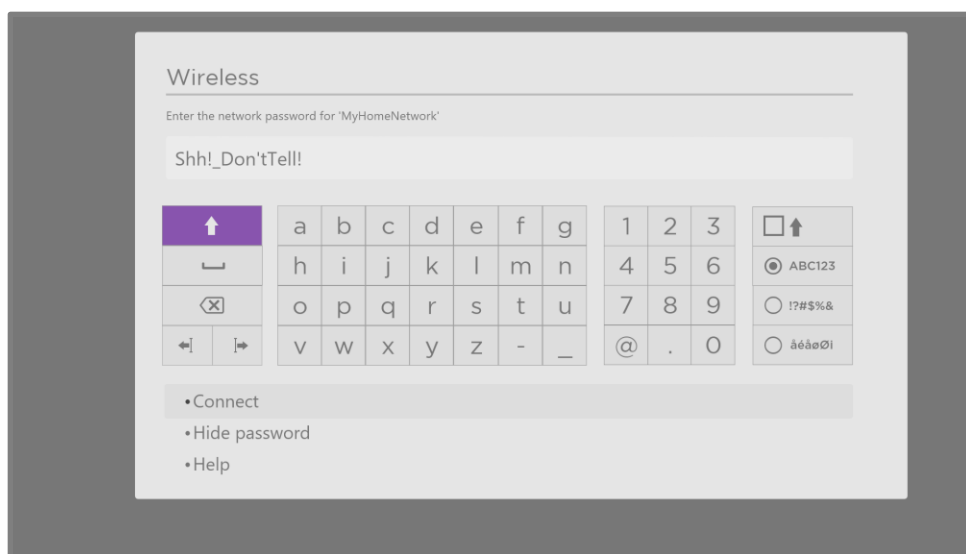 Wireless
Enter the network password for 'MyHomeNetwork'
Shh!_Don'tTell!
a b c d e f g 1 2 3
h i j k l m n 4 5 6 ABC123
o p q r s t u 7 8 9 !?#$%&
v w x y z - _ @ . 0 åéåøØi
•Connect
•Hide password
•Help